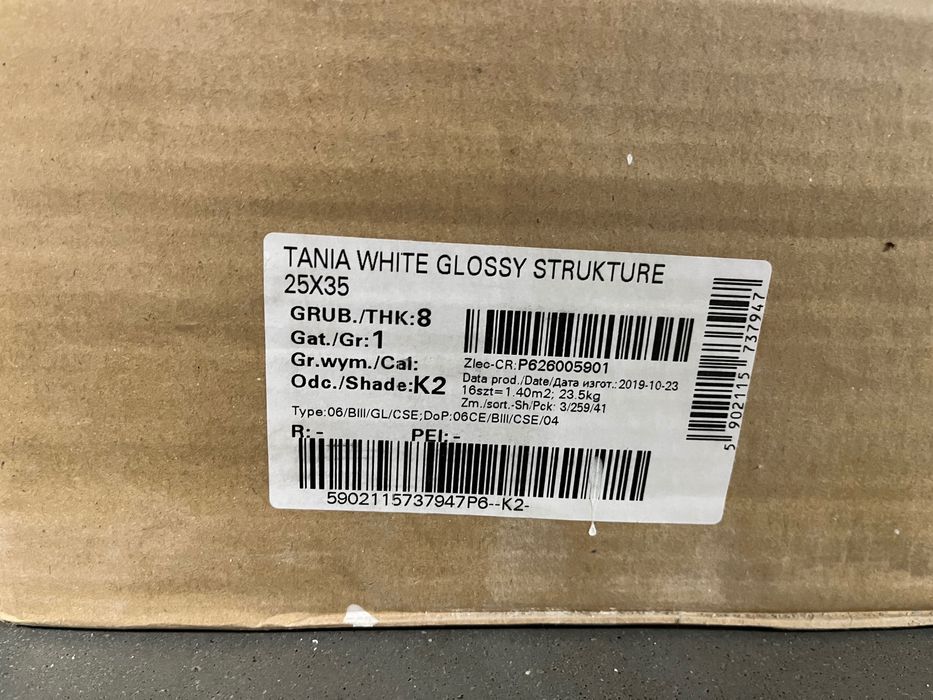 TANIA WHITE GLOSSY STRUKTURE
25X35
GRUB./THK:8
Gat./Gr:1
Gr.wym./Cal:
Odc./Shade:K2
Zlec-CR:P626005901
Data prod./Date/Дата изгот.:2019-10-23
16szt=1.40m2; 23.5kg
Zm./sort.-Sh/Pck: 3/259/41
Type:06/BIII/GL/CSE;DoP:06CE/BIII/CSE/04
R:- PEI:-
5902115737947P6--K2-
5 902115 737947